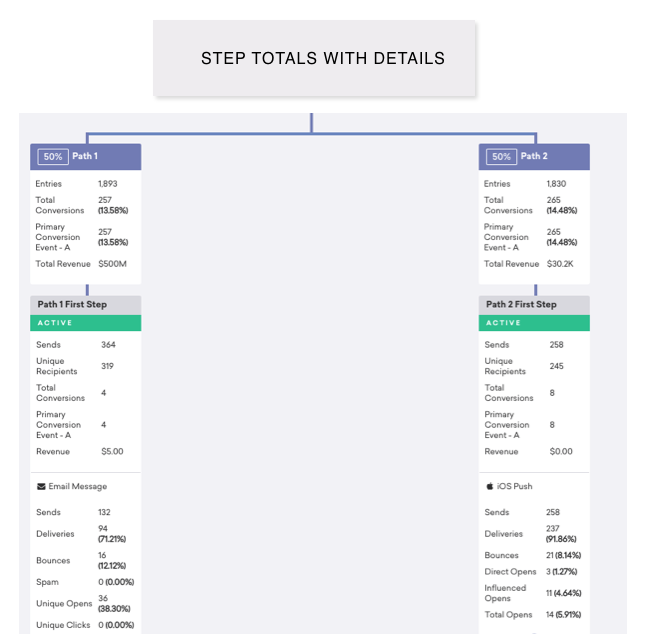 STEP TOTALS WITH DETAILS
50% Path 1
Entries 1,893
Total Conversions 257 (13.58%)
Primary Conversion Event - A 257 (13.58%)
Total Revenue $500M
Path 1 First Step
ACTIVE
Sends 364
Unique Recipients 319
Total Conversions 4
Primary Conversion Event - A 4
Revenue $5.00
Email Message
Sends 132
Deliveries 94 (71.21%)
Bounces 16 (12.12%)
Spam 0 (0.00%)
Unique Opens 36 (38.30%)
Unique Clicks 0 (0.00%)
50% Path 2
Entries 1,830
Total Conversions 265 (14.48%)
Primary Conversion Event - A 265 (14.48%)
Total Revenue $30.2K
Path 2 First Step
ACTIVE
Sends 258
Unique Recipients 245
Total Conversions 8
Primary Conversion Event - A 8
Revenue $0.00
iOS Push
Sends 258
Deliveries 237 (91.86%)
Bounces 21 (8.14%)
Direct Opens 3 (1.27%)
Influenced Opens 11 (4.64%)
Total Opens 14 (5.91%)